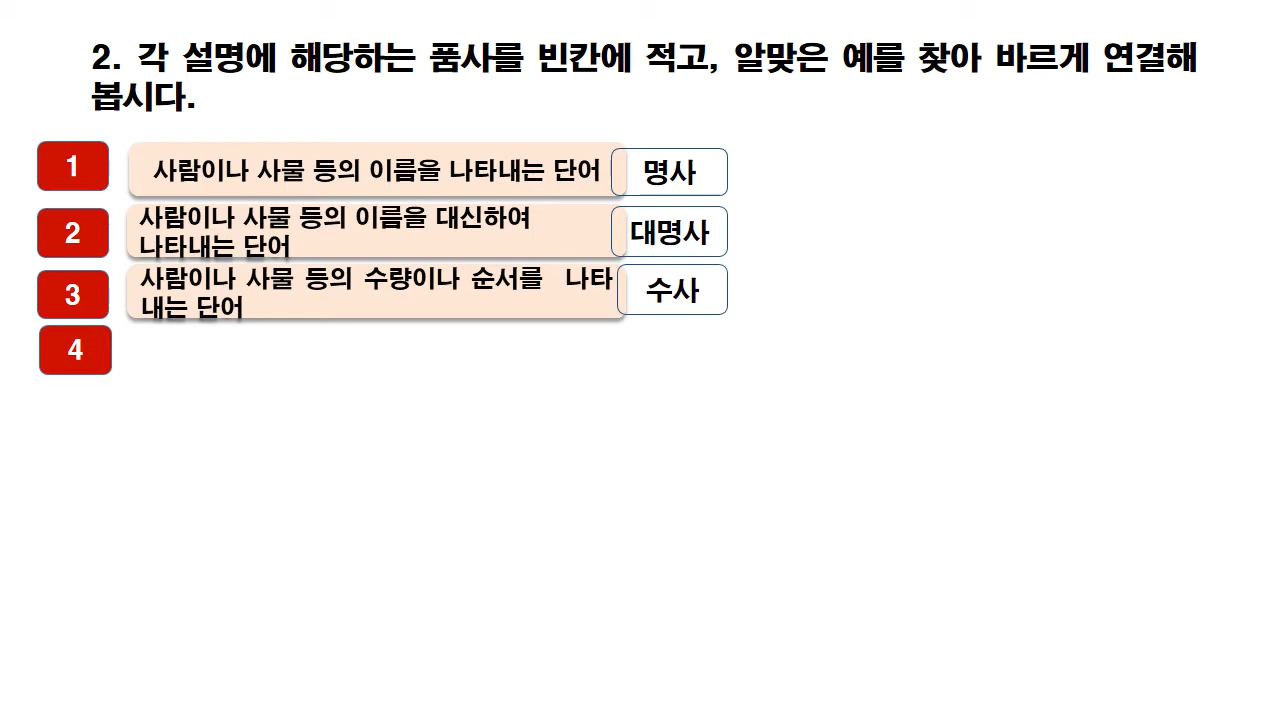 2. 각 설명에 해당하는 품사를 빈칸에 적고, 알맞은 예를 찾아 바르게 연결해
봅시다.
1
사람이나 사물 등의 이름을 나타내는 단어
명사
2
사람이나 사물 등의 이름을 대신하여
나타내는 단어
대명사
3
사람이나 사물 등의 수량이나 순서를 나타
내는 단어
수사
4